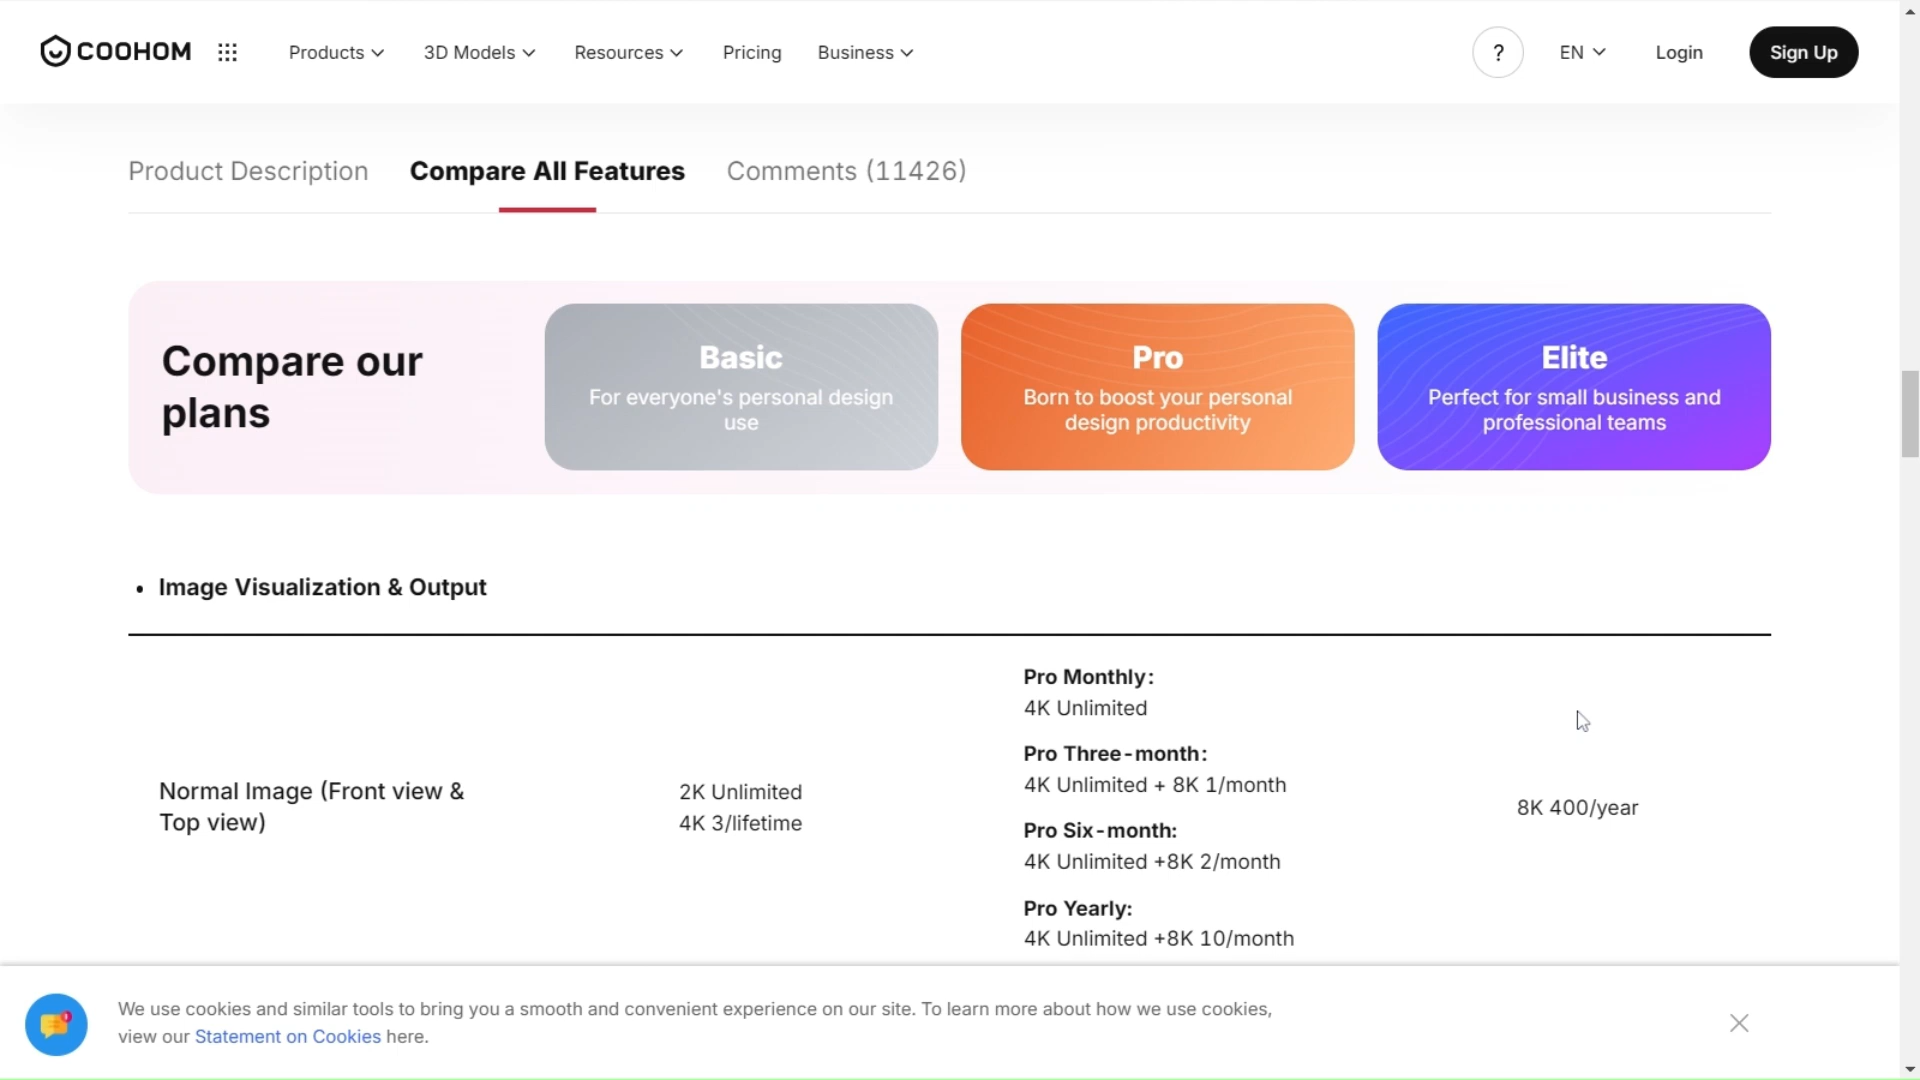 COOHOM
Products
3D Models
Resources
Pricing
Business
?
EN
Login
Sign Up
Product Description
Compare All Features
Comments (11426)
Compare our
plans
Basic
For everyone's personal design
use
Pro
Born to boost your personal
design productivity
Elite
Perfect for small business and
professional teams
• Image Visualization & Output
Normal Image (Front view &
Top view)
2K Unlimited
4K 3/lifetime
Pro Monthly:
4K Unlimited
Pro Three-month:
4K Unlimited + 8K 1/month
Pro Six-month:
4K Unlimited +8K 2/month
Pro Yearly:
4K Unlimited +8K 10/month
8K 400/year
We use cookies and similar tools to bring you a smooth and convenient experience on our site. To learn more about how we use cookies,
view our Statement on Cookies here.